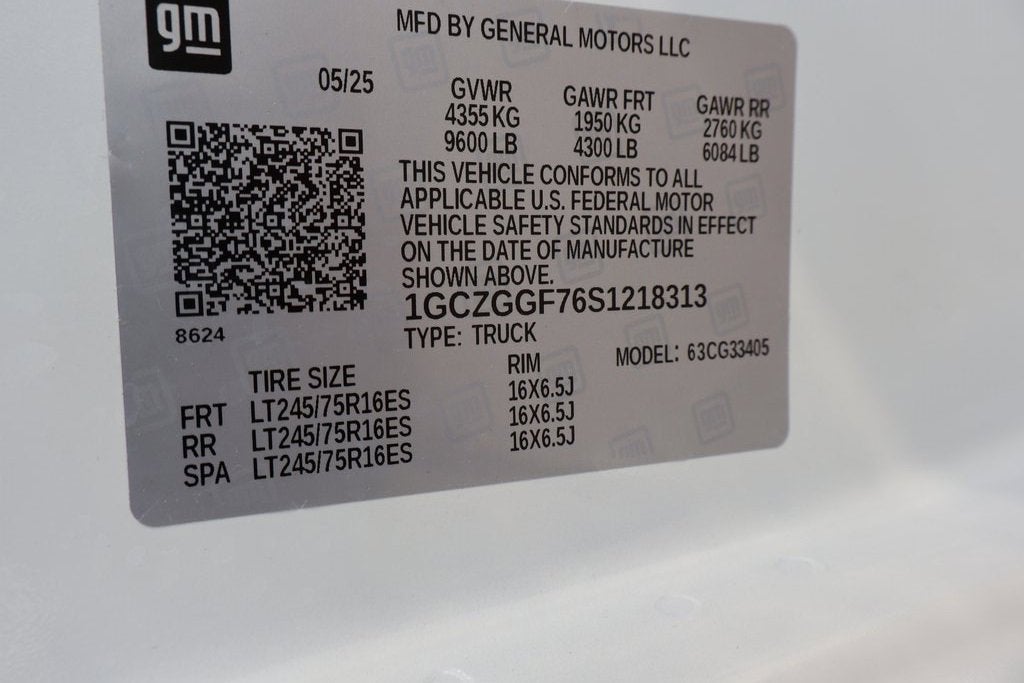 gm
MFD BY GENERAL MOTORS LLC
05/25 GVWR GAWR FRT GAWR RR
4355 KG 1950 KG 2760 KG
9600 LB 4300 LB 6084 LB
THIS VEHICLE CONFORMS TO ALL
APPLICABLE U.S. FEDERAL MOTOR
VEHICLE SAFETY STANDARDS IN EFFECT
ON THE DATE OF MANUFACTURE
SHOWN ABOVE.
1GCZGGF76S1218313
8624
TYPE: TRUCK
MODEL: 63CG33405
TIRE SIZE RIM
FRT LT245/75R16ES 16X6.5J
RR LT245/75R16ES 16X6.5J
SPA LT245/75R16ES 16X6.5J